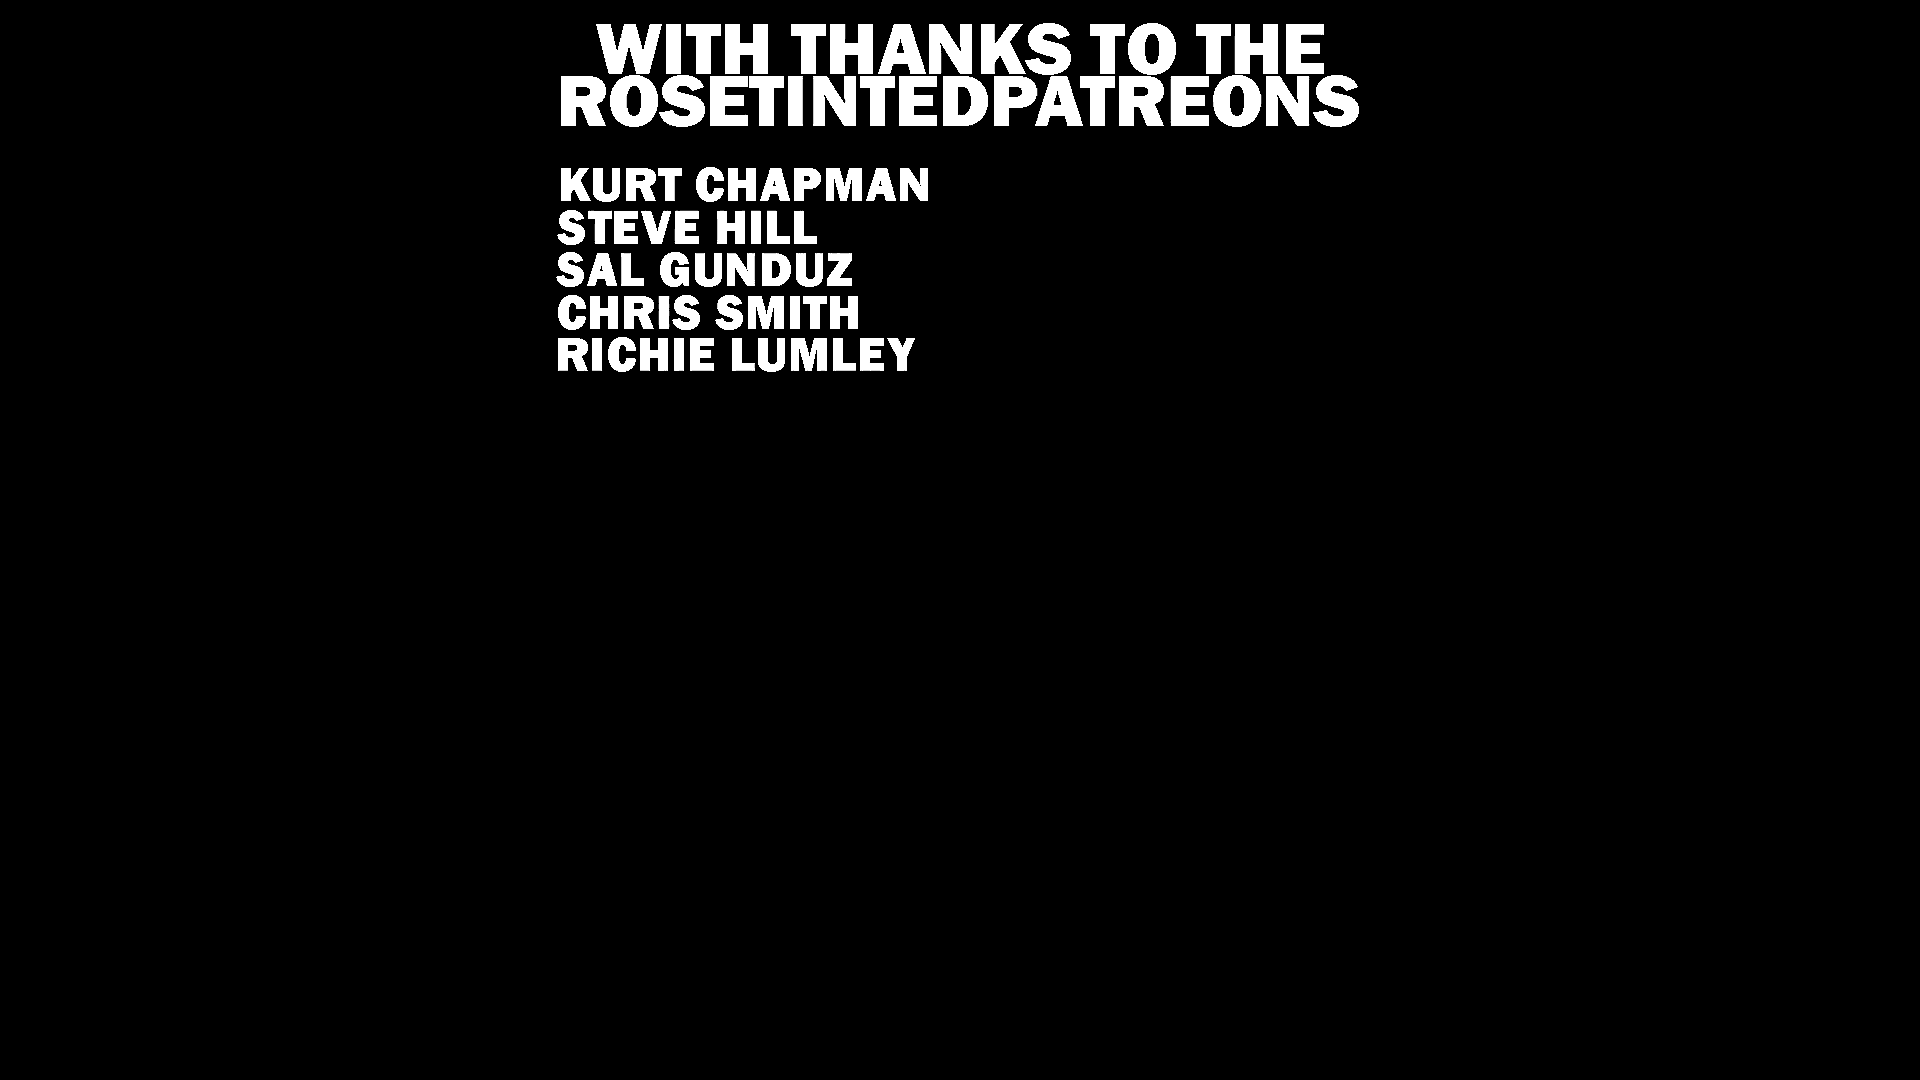 WITH THANKS TO THE
ROSETINTEDPATREONS
KURT CHAPMAN
STEVE HILL
SAL GUNDUZ
CHRIS SMITH
RICHIE LUMLEY